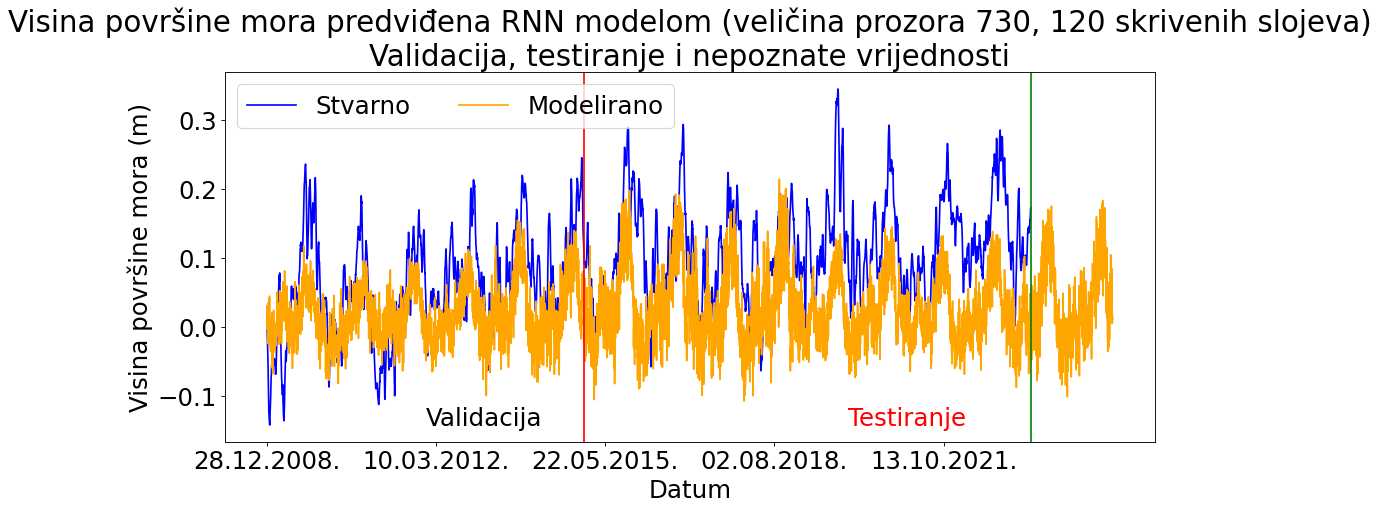 Visina površine mora predviđena RNN modelom (veličina prozora 730, 120 skrivenih slojeva)
Validacija, testiranje i nepoznate vrijednosti
Stvarno
Modelirano
Visina površine mora (m)
0.3
0.2
0.1
0.0
−0.1
Validacija
Testiranje
28.12.2008.
10.03.2012.
22.05.2015.
02.08.2018.
13.10.2021.
Datum